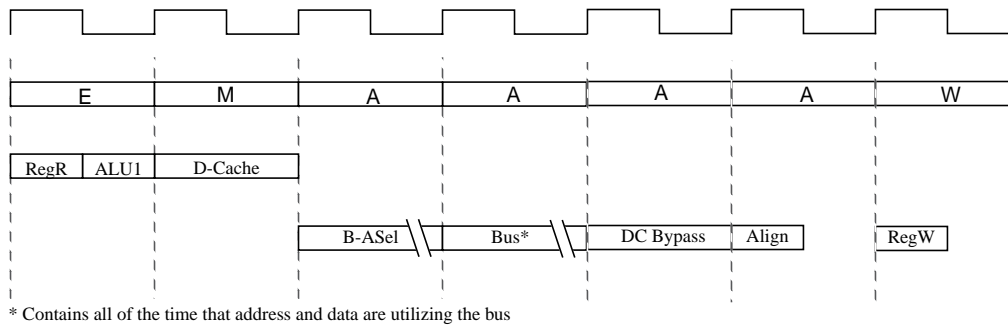 E M A A A A W
RegR ALU1 D-Cache
B-ASel Bus* DC Bypass Align RegW
* Contains all of the time that address and data are utilizing the bus